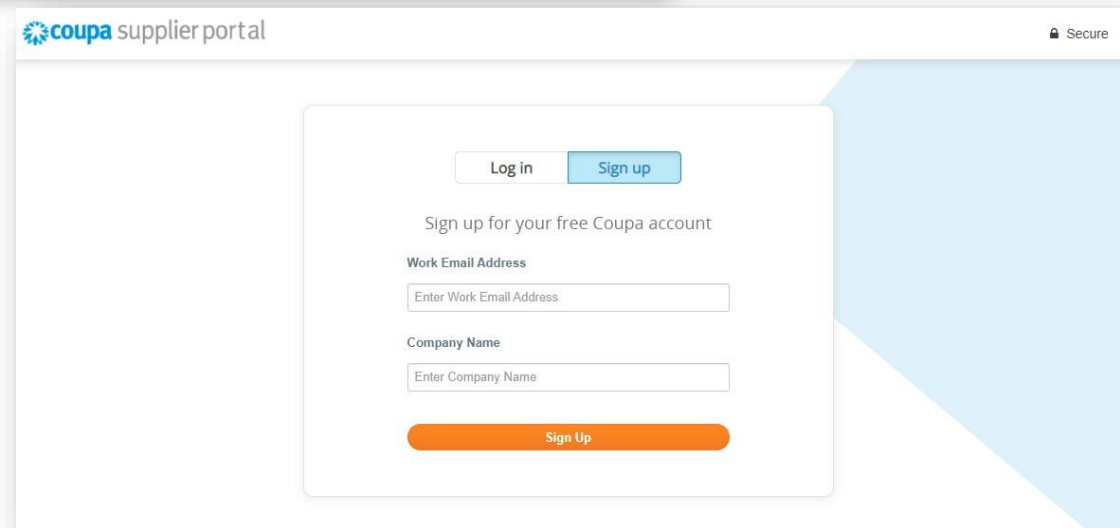 coupa supplier portal
Secure
Log in
Sign up
Sign up for your free Coupa account
Work Email Address
Enter Work Email Address
Company Name
Enter Company Name
Sign Up